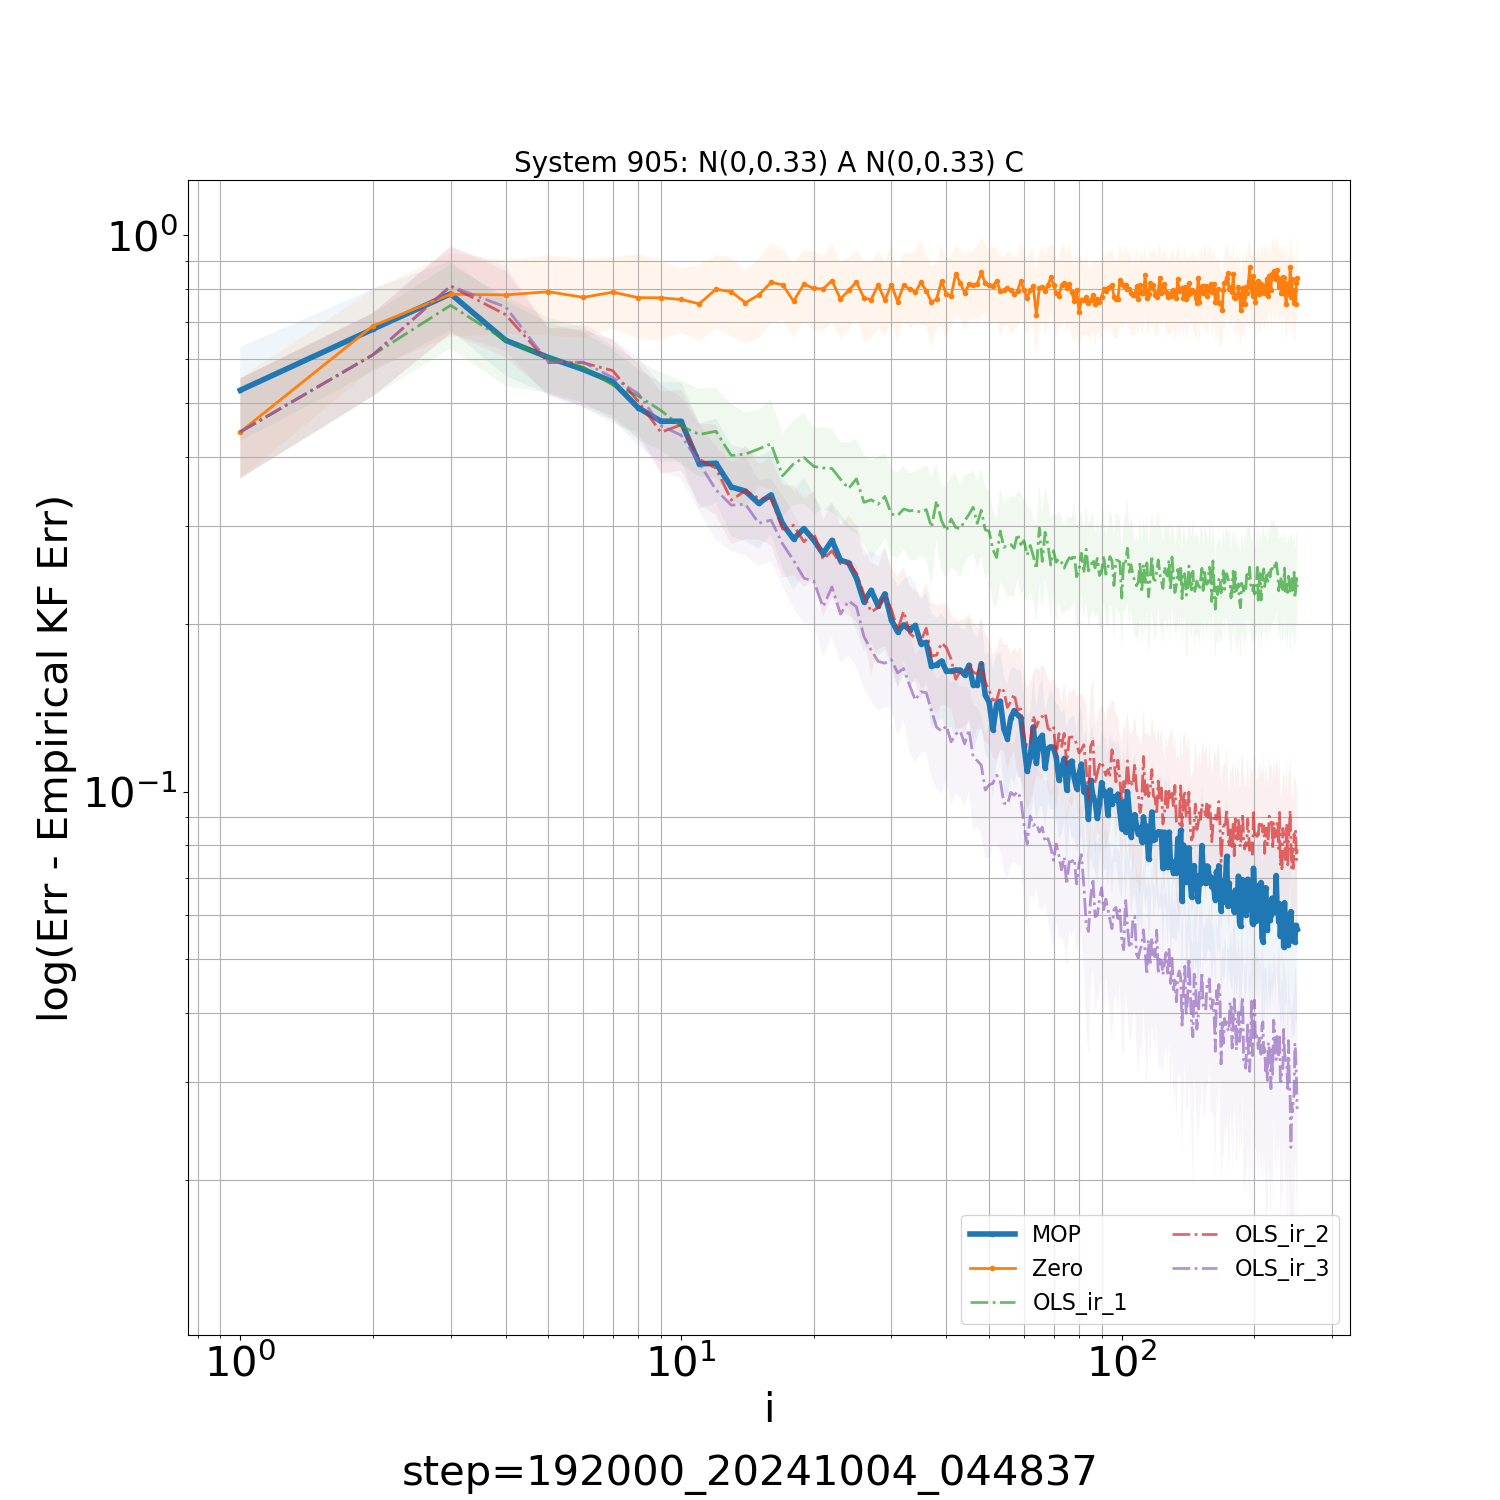 System 905: N(0,0.33) A N(0,0.33) C
log(Err - Empirical KF Err)
10⁰
10⁻¹
MOP
Zero
OLS_ir_1
OLS_ir_2
OLS_ir_3
10⁰ 10¹ 10²
i
step=192000_20241004_044837